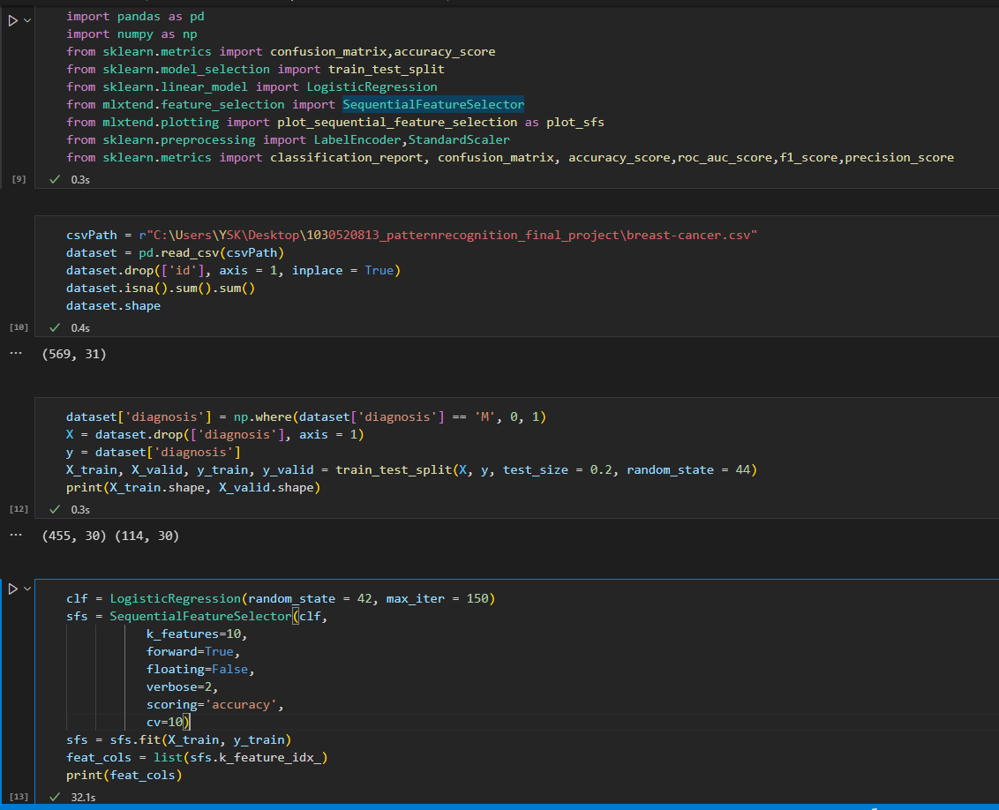 import pandas as pd
import numpy as np
from sklearn.metrics import confusion_matrix,accuracy_score
from sklearn.model_selection import train_test_split
from sklearn.linear_model import LogisticRegression
from mlxtend.feature_selection import SequentialFeatureSelector
from mlxtend.plotting import plot_sequential_feature_selection as plot_sfs
from sklearn.preprocessing import LabelEncoder,StandardScaler
from sklearn.metrics import classification_report, confusion_matrix, accuracy_score,roc_auc_score,f1_score,precision_score
[9] ✓ 0.3s
csvPath = r"C:\Users\YSK\Desktop\1030520813_patternrecognition_final_project\breast-cancer.csv"
dataset = pd.read_csv(csvPath)
dataset.drop(['id'], axis = 1, inplace = True)
dataset.isna().sum().sum()
dataset.shape
[10] ✓ 0.4s
... (569, 31)
dataset['diagnosis'] = np.where(dataset['diagnosis'] == 'M', 0, 1)
X = dataset.drop(['diagnosis'], axis = 1)
y = dataset['diagnosis']
X_train, X_valid, y_train, y_valid = train_test_split(X, y, test_size = 0.2, random_state = 44)
print(X_train.shape, X_valid.shape)
[12] ✓ 0.3s
... (455, 30) (114, 30)
clf = LogisticRegression(random_state = 42, max_iter = 150)
sfs = SequentialFeatureSelector(clf,
k_features=10,
forward=True,
floating=False,
verbose=2,
scoring='accuracy',
cv=10)
sfs = sfs.fit(X_train, y_train)
feat_cols = list(sfs.k_feature_idx_)
print(feat_cols)
[13] ✓ 32.1s